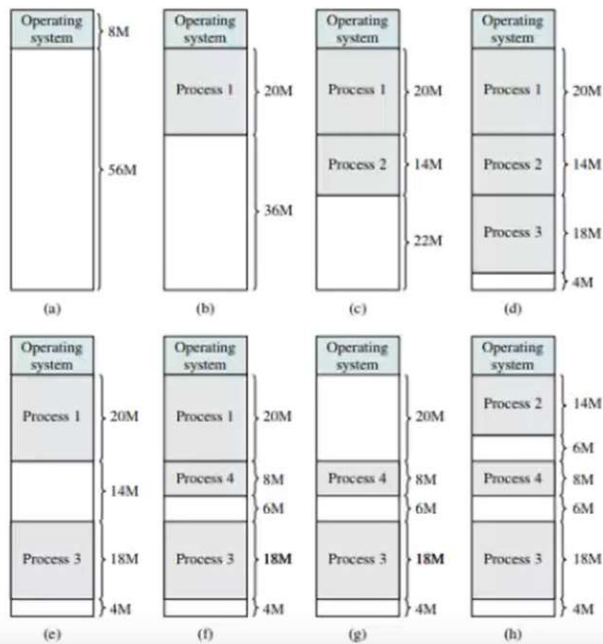 Operating
system
8M
56M
(a)
Operating
system
Process 1
20M
36M
(b)
Operating
system
Process 1
20M
Process 2
14M
22M
(c)
Operating
system
Process 1
20M
Process 2
14M
Process 3
18M
4M
(d)
Operating
system
Process 1
20M
14M
Process 3
18M
4M
(e)
Operating
system
Process 1
20M
Process 4
8M
6M
Process 3
18M
4M
(f)
Operating
system
20M
Process 4
8M
6M
Process 3
18M
4M
(g)
Operating
system
Process 2
14M
6M
Process 4
8M
6M
Process 3
18M
4M
(h)